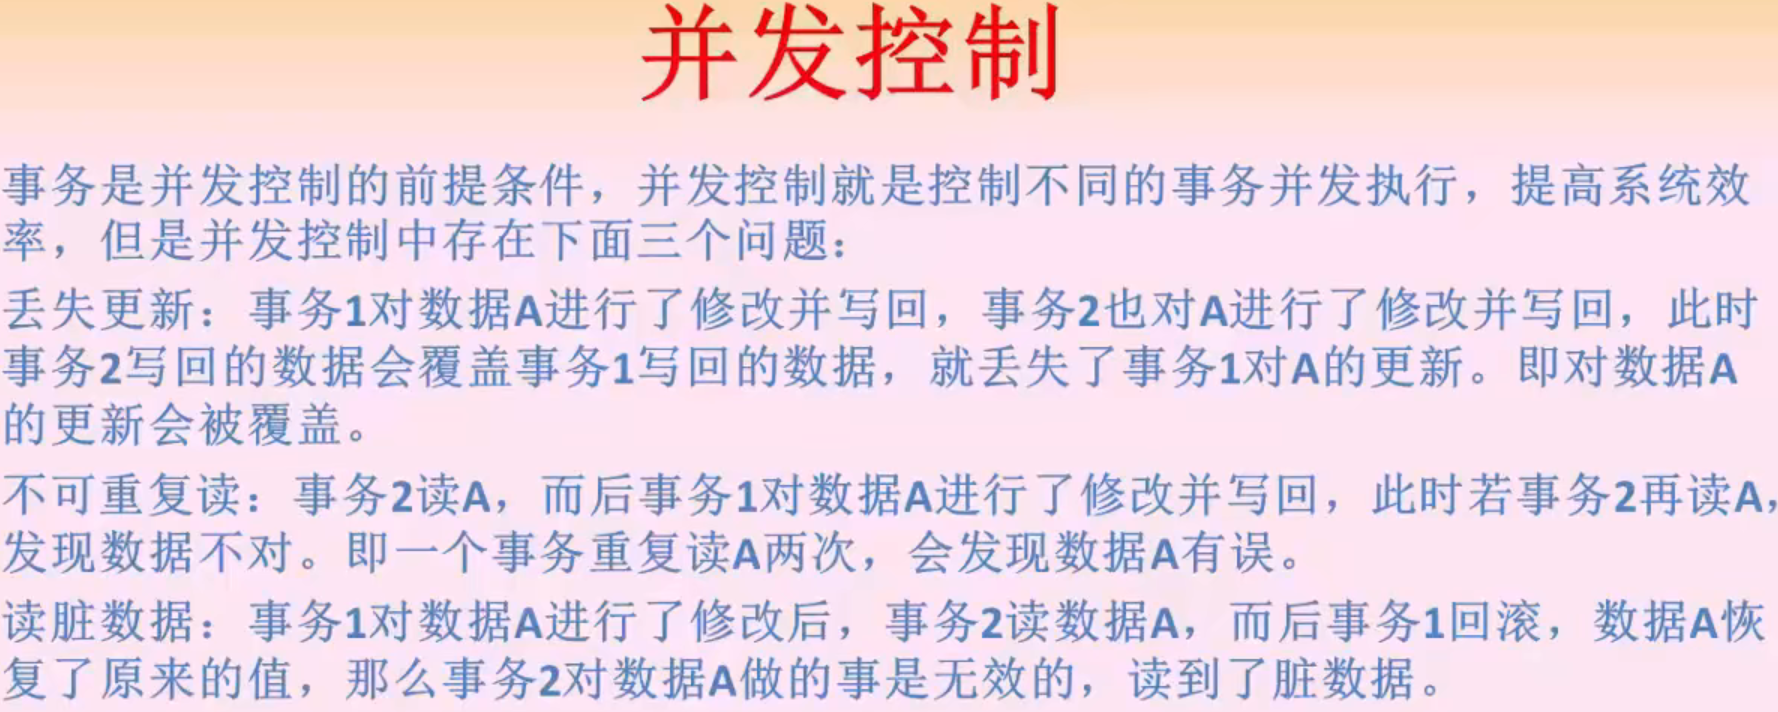 并发控制
事务是并发控制的前提条件，并发控制就是控制不同的事务并发执行，提高系统效
率，但是并发控制中存在下面三个问题：
丢失更新：事务1对数据A进行了修改并写回，事务2也对A进行了修改并写回，此时
事务2写回的数据会覆盖事务1写回的数据，就丢失了事务1对A的更新。即对数据A
的更新会被覆盖。
不可重复读：事务2读A，而后事务1对数据A进行了修改并写回，此时若事务2再读A，
发现数据不对。即一个事务重复读A两次，会发现数据A有误。
读脏数据：事务1对数据A进行了修改后，事务2读数据A，而后事务1回滚，数据A恢
复了原来的值，那么事务2对数据A做的事是无效的，读到了脏数据。